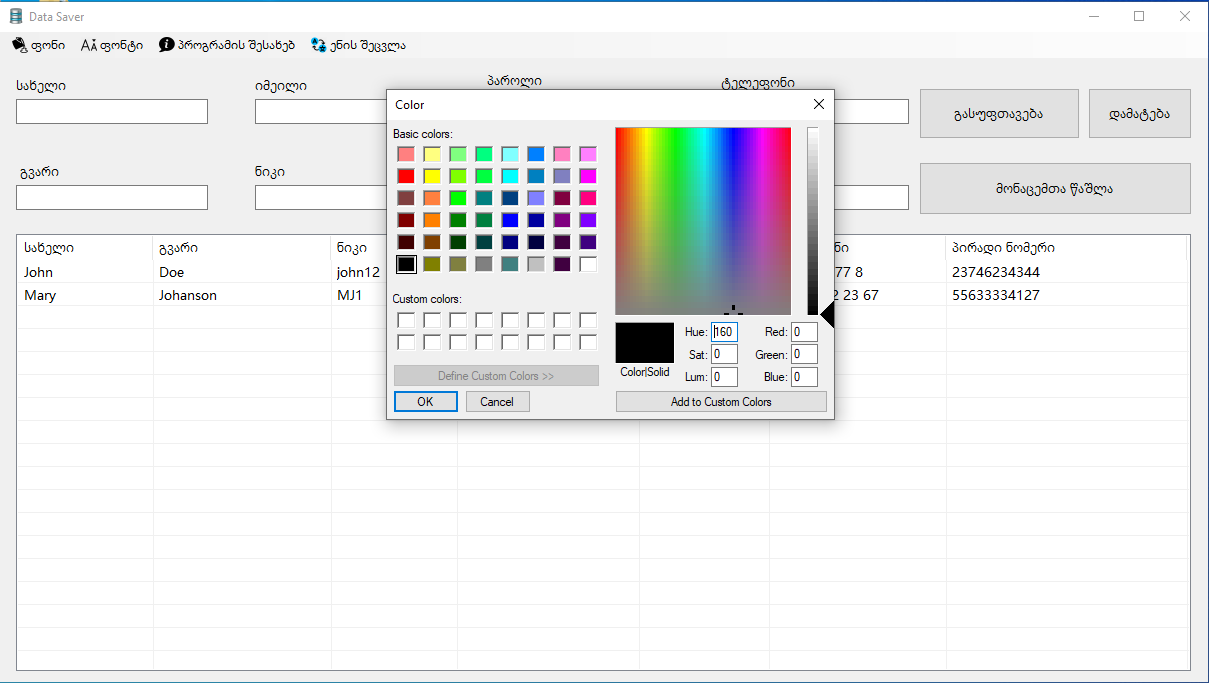 Data Saver
ფონი
ფონტი
პროგრამის შესახებ
ენის შეცვლა
სახელი
იმეილი
პაროლი
ტელეფონი
გასუფთავება
დამატება
გვარი
ნიკი
მონაცემთა წაშლა
სახელი
გვარი
ნიკი
ნი
პირადი ნომერი
John
Doe
john12
77 8
23746234344
Mary
Johanson
MJ1
2 23 67
55633334127
Color
Basic colors:
Custom colors:
Define Custom Colors >>
OK
Cancel
Color|Solid
Hue: 160
Red: 0
Sat: 0
Green: 0
Lum: 0
Blue: 0
Add to Custom Colors